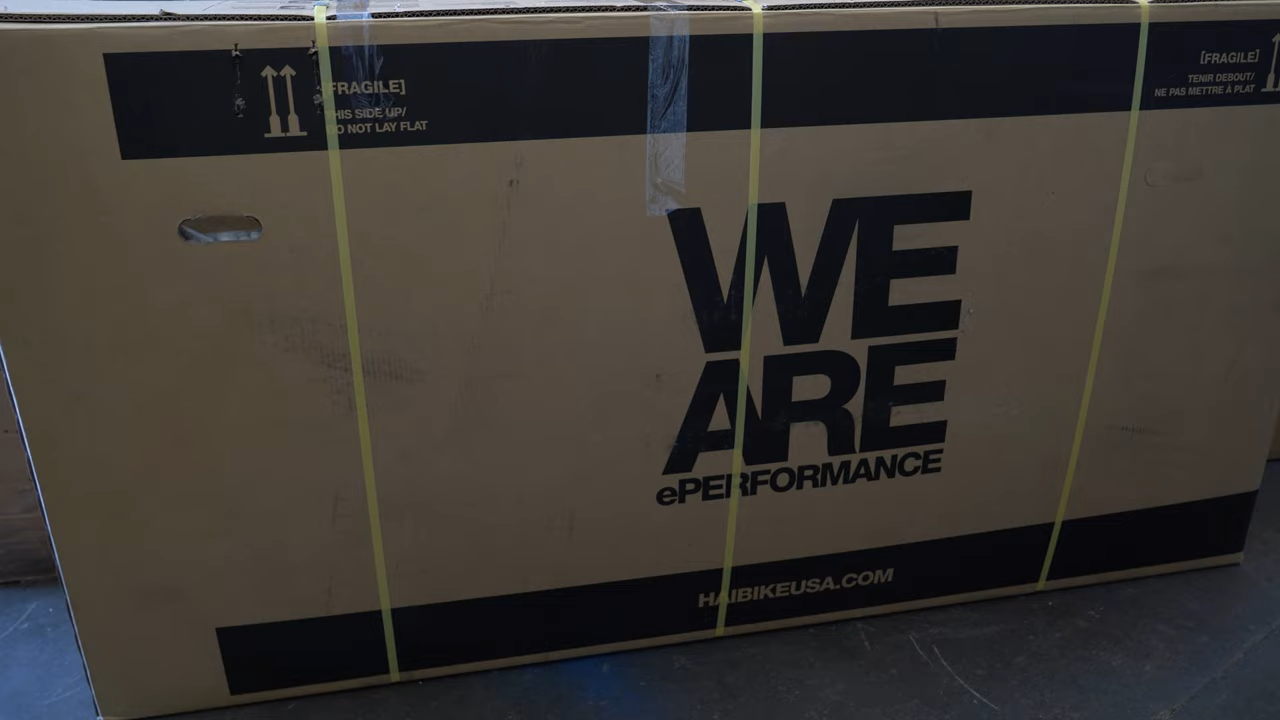 [FRAGILE]
THIS SIDE UP/
DO NOT LAY FLAT
[FRAGILE]
TENIR DEBOUT/
NE PAS METTRE À PLAT
WE
ARE
ePERFORMANCE
HAIBIKEUSA.COM